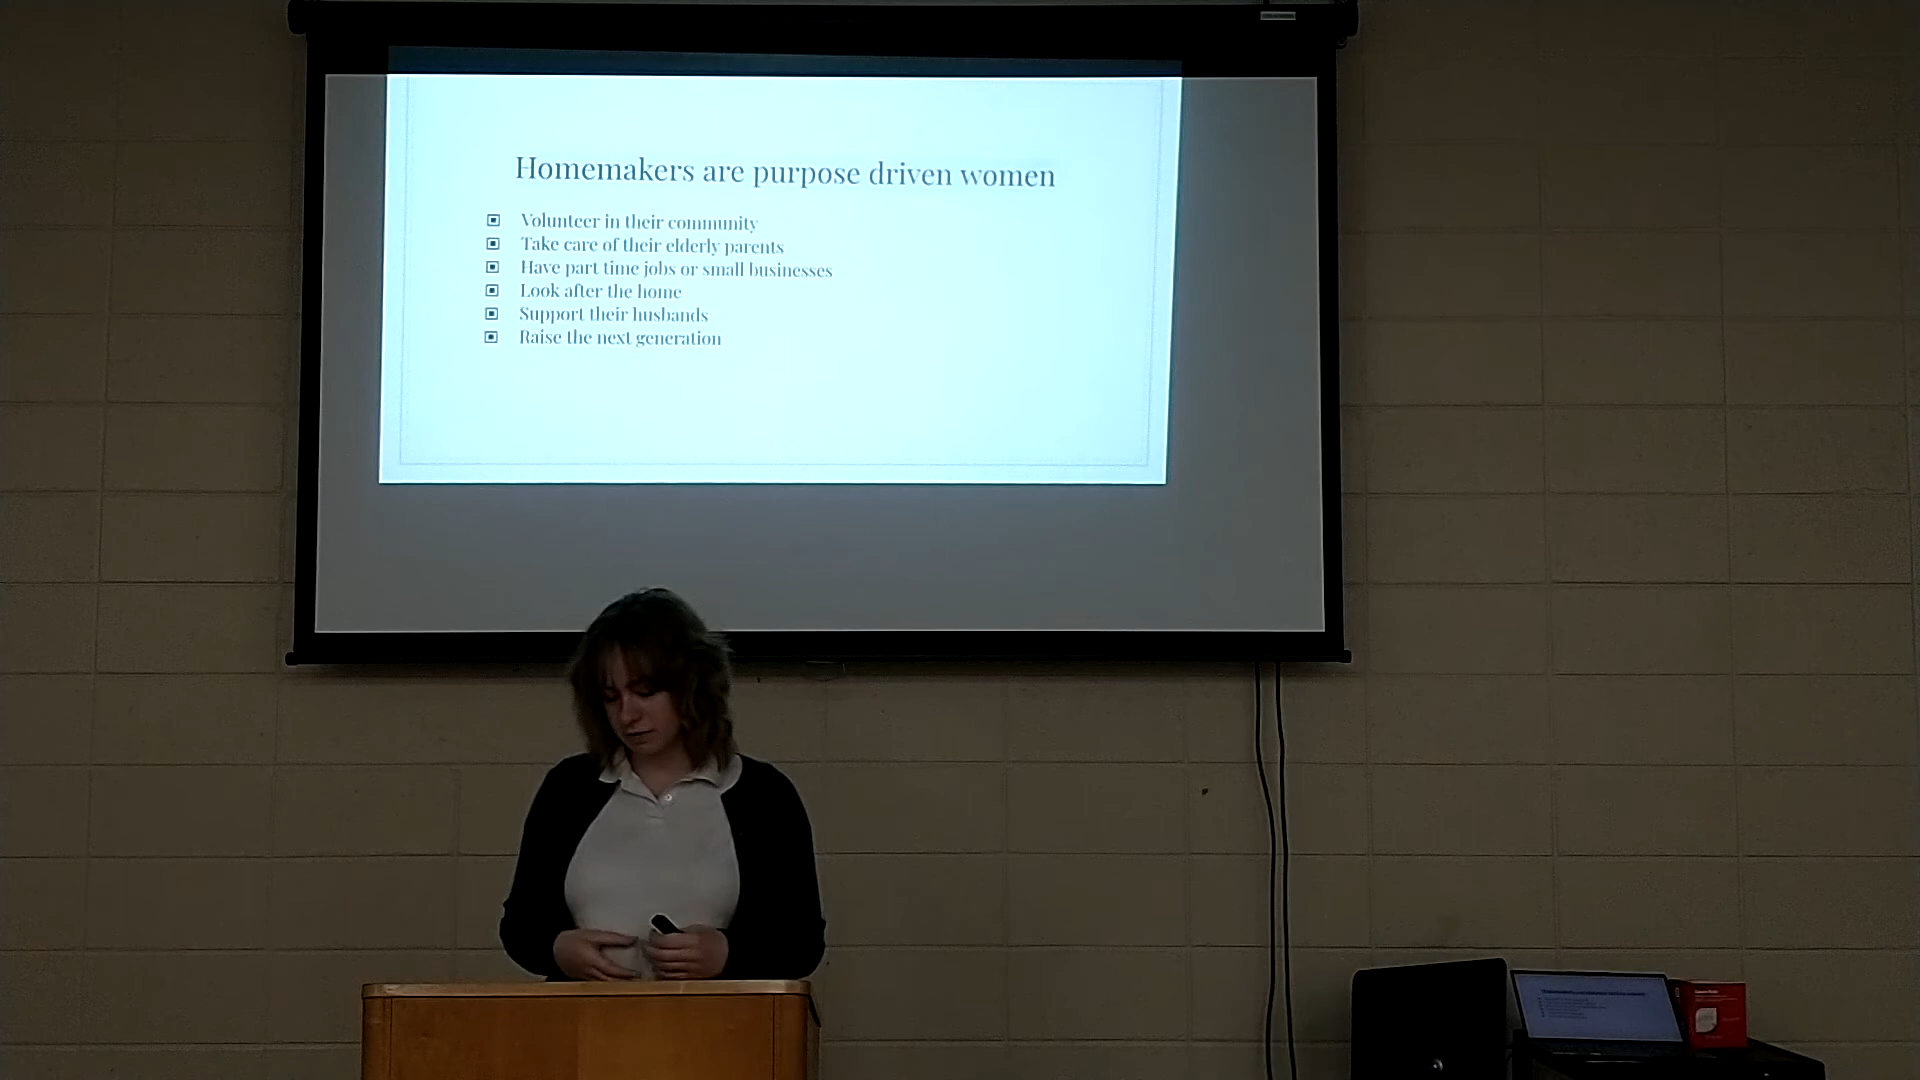 Homemakers are purpose driven women
Volunteer in their community
Take care of their elderly parents
Have part time jobs or small businesses
Look after the home
Support their husbands
Raise the next generation